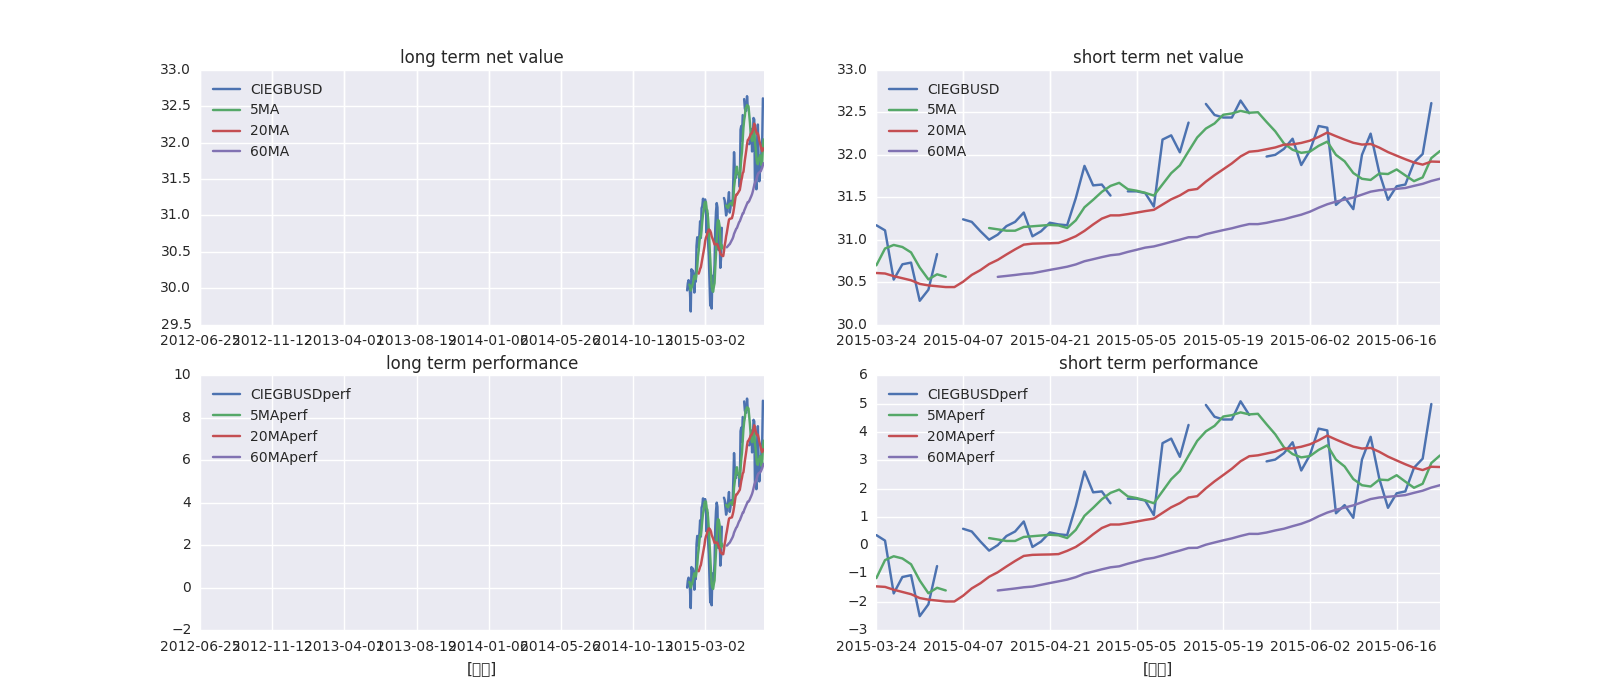 long term net value
33.0
32.5
32.0
31.5
31.0
30.5
30.0
29.5
CIEGBUSD
5MA
20MA
60MA
2012-06-25 2012-11-12 2013-04-01 2013-08-19 2014-01-06 2014-05-26 2014-10-13 2015-03-02
short term net value
33.0
32.5
32.0
31.5
31.0
30.5
30.0
CIEGBUSD
5MA
20MA
60MA
2015-03-24 2015-04-07 2015-04-21 2015-05-05 2015-05-19 2015-06-02 2015-06-16
long term performance
10
8
6
4
2
0
−2
CIEGBUSDperf
5MAperf
20MAperf
60MAperf
2012-06-25 2012-11-12 2013-04-01 2013-08-19 2014-01-06 2014-05-26 2014-10-13 2015-03-02
short term performance
6
5
4
3
2
1
0
−1
−2
−3
CIEGBUSDperf
5MAperf
20MAperf
60MAperf
2015-03-24 2015-04-07 2015-04-21 2015-05-05 2015-05-19 2015-06-02 2015-06-16